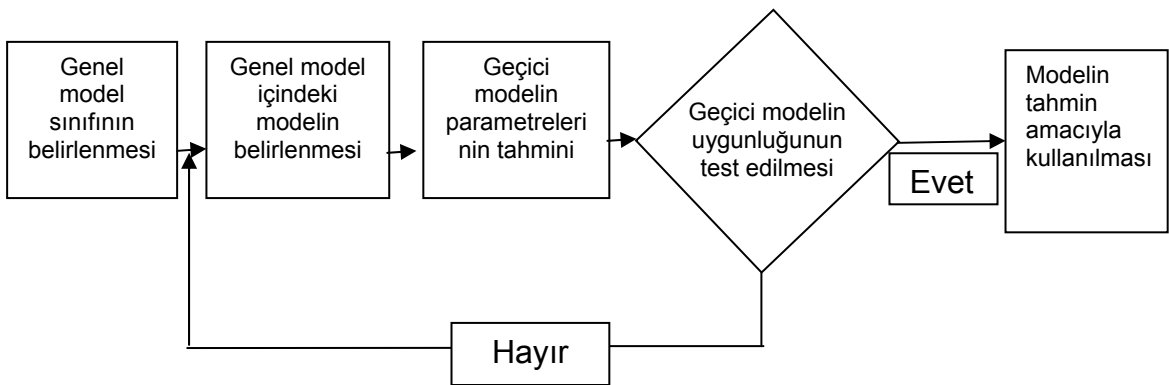 Genel
model
sınıfının
belirlenmesi
Genel model
içindeki
modelin
belirlenmesi
Geçici
modelin
parametreleri
nin tahmini
Geçici modelin
uygunluğunun
test edilmesi
Evet
Modelin
tahmin
amacıyla
kullanılması
Hayır